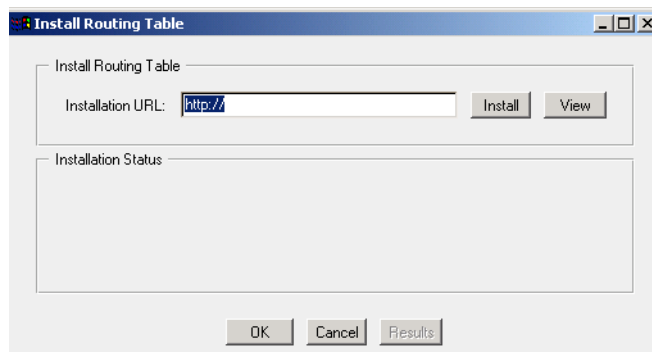 Install Routing Table
Install Routing Table
Installation URL: http:// Install View
Installation Status
OK Cancel Results